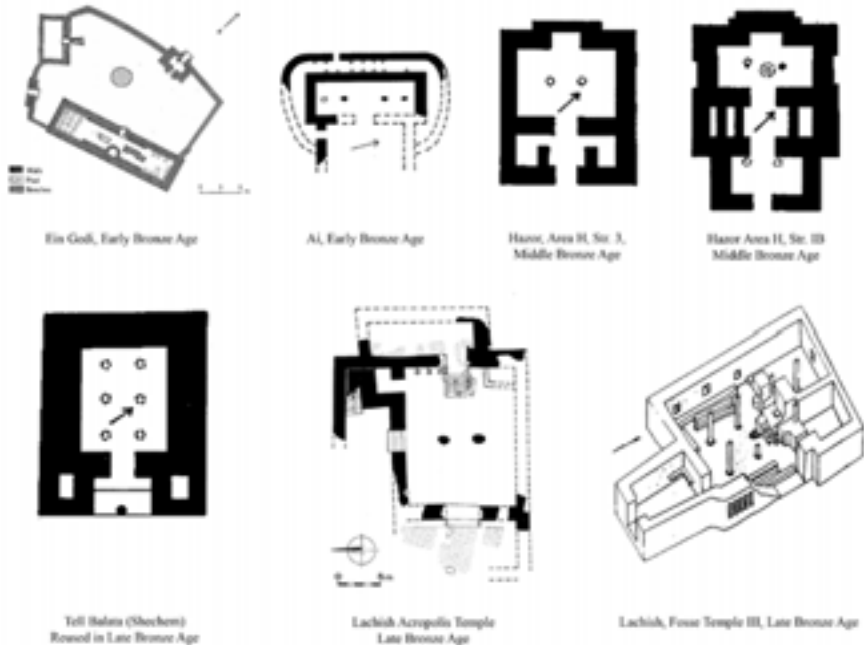 Ein Gedi, Early Bronze Age
Ai, Early Bronze Age
Hazor, Area H, Str. 3,
Middle Bronze Age
Hazor Area H, Str. IB
Middle Bronze Age
Tell Balata (Shechem)
Reused in Late Bronze Age
Lachish Acropolis Temple
Late Bronze Age
Lachish, Fosse Temple III, Late Bronze Age